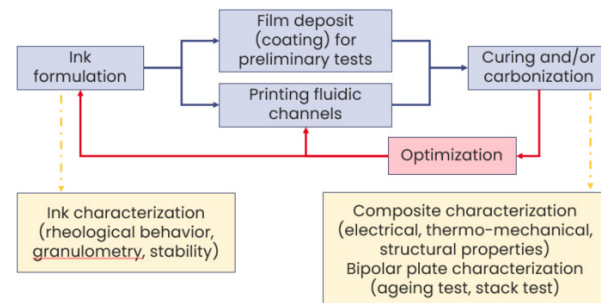 Film deposit
(coating) for
preliminary tests
Ink
formulation
Curing and/or
carbonization
Printing fluidic
channels
Optimization
Ink characterization
(rheological behavior,
granulometry, stability)
Composite characterization
(electrical, thermo-mechanical,
structural properties)
Bipolar plate characterization
(ageing test, stack test)